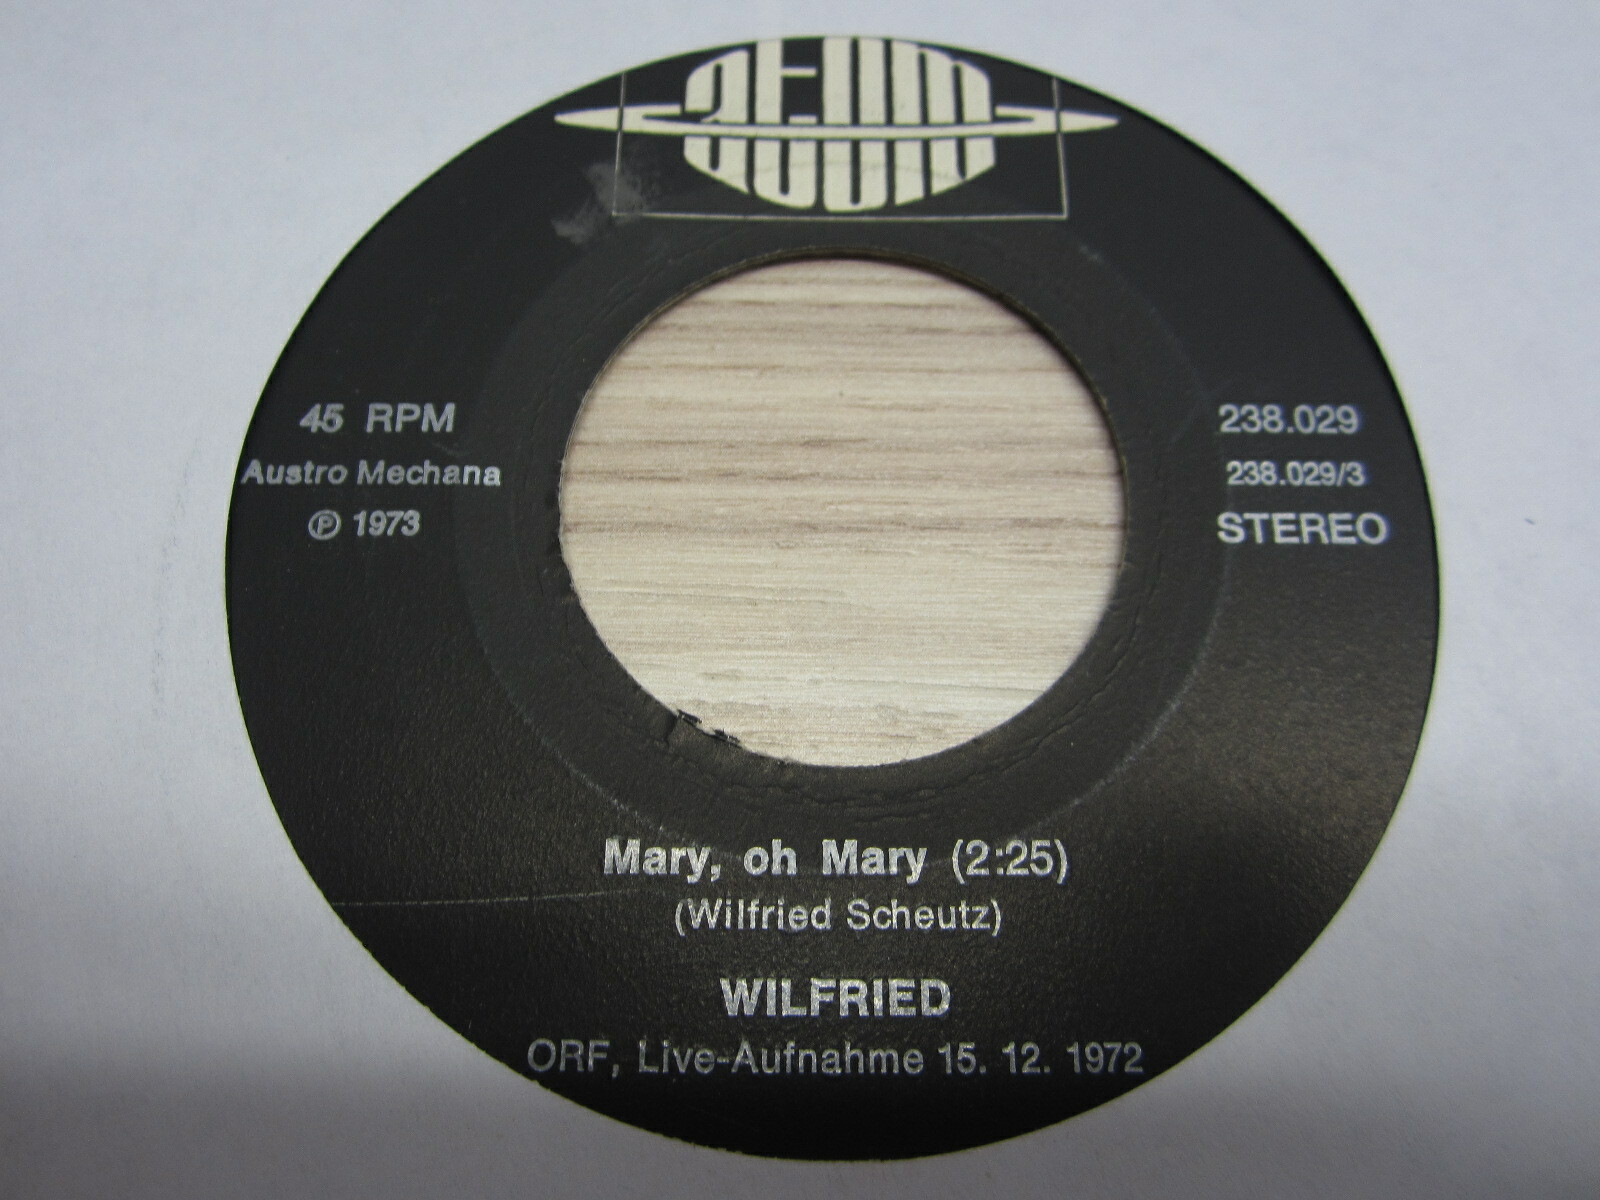 atom
45 RPM
Austro Mechana
℗ 1973
238.029
238.029/3
STEREO
Mary, oh Mary (2:25)
(Wilfried Scheutz)
WILFRIED
ORF, Live-Aufnahme 15. 12. 1972